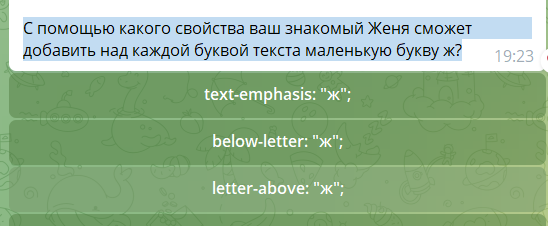 С помощью какого свойства ваш знакомый Женя сможет
добавить над каждой буквой текста маленькую букву ж?
19:23
text-emphasis: "ж";
below-letter: "ж";
letter-above: "ж";